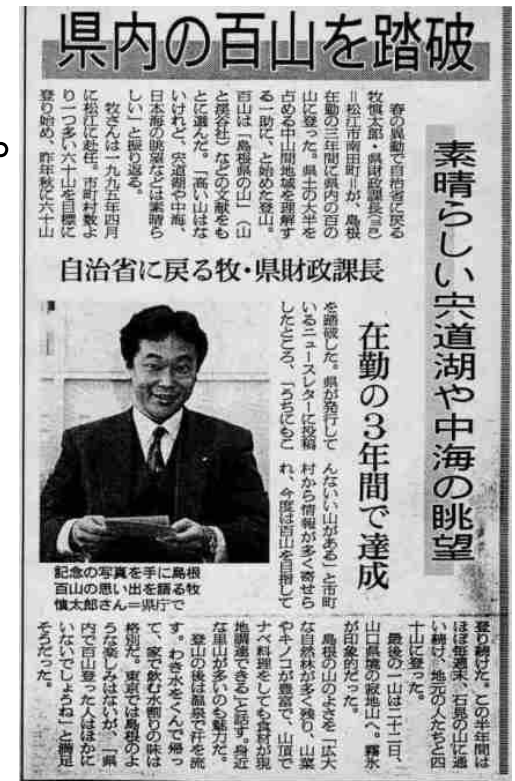 県内の百山を踏破
素晴らしい宍道湖や中海の眺望
在勤の3年間で達成
自治省に戻る牧・県財政課長
春の異動で自治省に戻る
牧慎太郎・県財政課長
＝松江市南田町＝が、島根
在勤の三年間に県内の百の
山に登った。県土の大半を
占める中山間地域を理解す
る一助に、と始めた登山。
百山は「島根県の山」(山
と渓谷社)などの文献をも
とに選んだ。「高い山はな
いけれど、宍道湖や中海、
日本海の眺望などは素晴ら
しい」と振り返る。
牧さんは一九九五年四月
に松江に赴任。市町村数よ
り一つ多い六十山を目標に
登り始め、昨年秋に六十山
を踏破した。県が発行して
いるニュースレターに投稿
したところ、「うちにもこ
んないい山がある」と市町
村から情報が多く寄せら
れ、今度は百山を目指して
登り続けた。この半年間は
ほぼ毎週末、石見の山に通
い続け、地元の人たちと四
十山に登った。
最後の一山は二十二日、
山口県境の寂地山へ。霧氷
が印象的だった。
島根の山のよさを「広大
な自然林が多く残り、山菜
やキノコが豊富で、山頂で
ナベ料理をしても食材が現
地調達できる」と話す。身近
な里山が多いのも魅力だ。
登山の後は温泉で汗を流
す。わき水をくんで帰っ
て、家で飲む水割りの味は
格別だ。東京では島根のよ
うな楽しみはないが、「県
内で百山登った人はほかに
いないでしょうね」と満足
そうだった。
記念の写真を手に島根
百山の思い出を語る牧
慎太郎さん＝県庁で